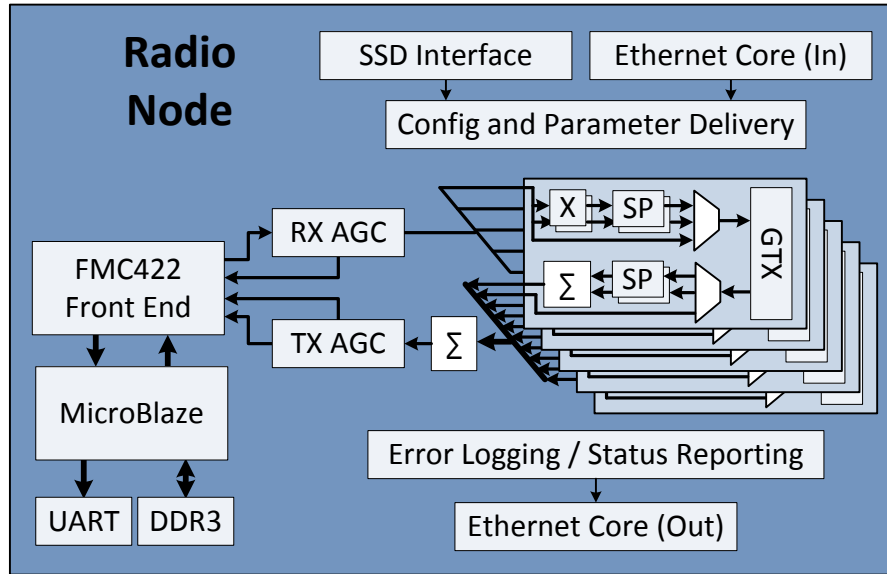 Radio
Node
SSD Interface
Ethernet Core (In)
Config and Parameter Delivery
RX AGC
FMC422
Front End
TX AGC
Σ
X
SP
GTX
Σ
SP
MicroBlaze
UART
DDR3
Error Logging / Status Reporting
Ethernet Core (Out)